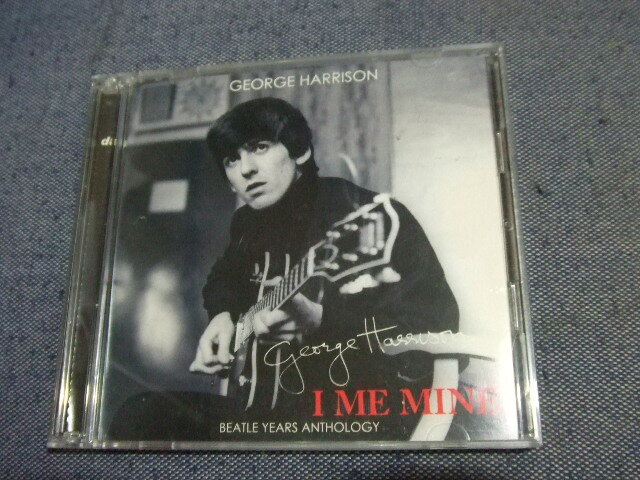 GEORGE HARRISON
George Harrison
I ME MINE
BEATLE YEARS ANTHOLOGY